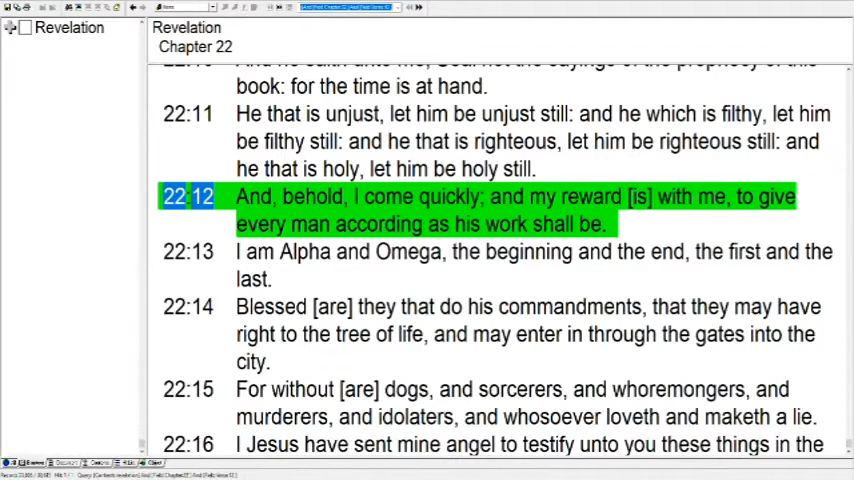 Revelation
Revelation
Chapter 22
book: for the time is at hand.
22:11 He that is unjust, let him be unjust still: and he which is filthy, let him
be filthy still: and he that is righteous, let him be righteous still: and
he that is holy, let him be holy still.
22:12 And, behold, I come quickly; and my reward [is] with me, to give
every man according as his work shall be.
22:13 I am Alpha and Omega, the beginning and the end, the first and the
last.
22:14 Blessed [are] they that do his commandments, that they may have
right to the tree of life, and may enter in through the gates into the
city.
22:15 For without [are] dogs, and sorcerers, and whoremongers, and
murderers, and idolaters, and whosoever loveth and maketh a lie.
22:16 I Jesus have sent mine angel to testify unto you these things in the